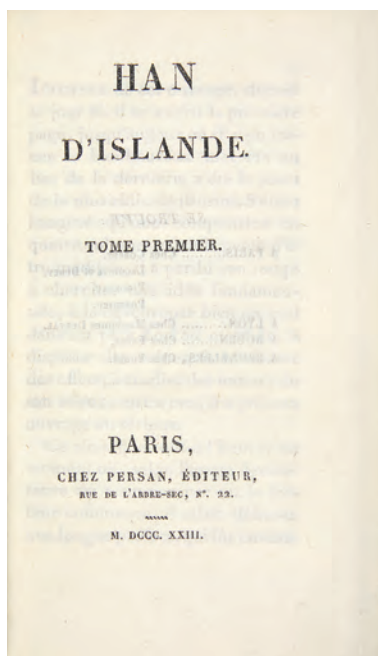 HAN
D'ISLANDE.
TOME PREMIER.
PARIS,
CHEZ PERSAN, ÉDITEUR,
RUE DE L'ARBRE-SEC, N°. 22.
M. DCCC. XXIII.